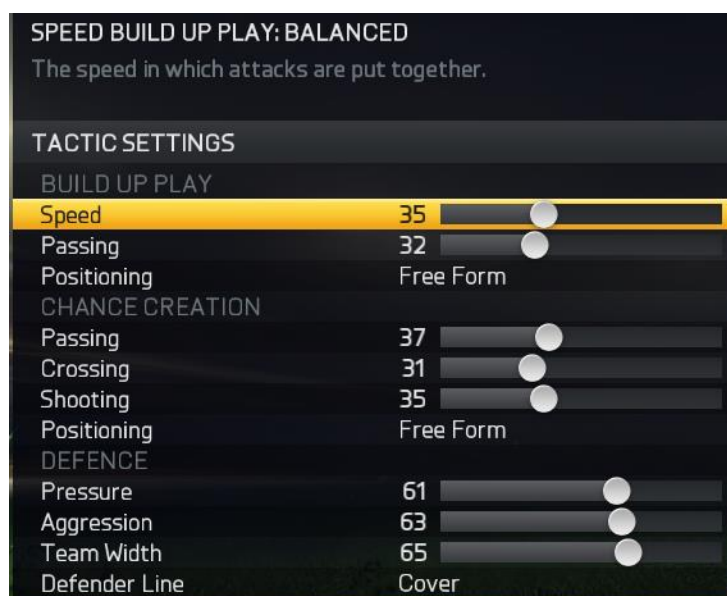 SPEED BUILD UP PLAY: BALANCED
The speed in which attacks are put together.
TACTIC SETTINGS
BUILD UP PLAY
Speed 35
Passing 32
Positioning Free Form
CHANCE CREATION
Passing 37
Crossing 31
Shooting 35
Positioning Free Form
DEFENCE
Pressure 61
Aggression 63
Team Width 65
Defender Line Cover